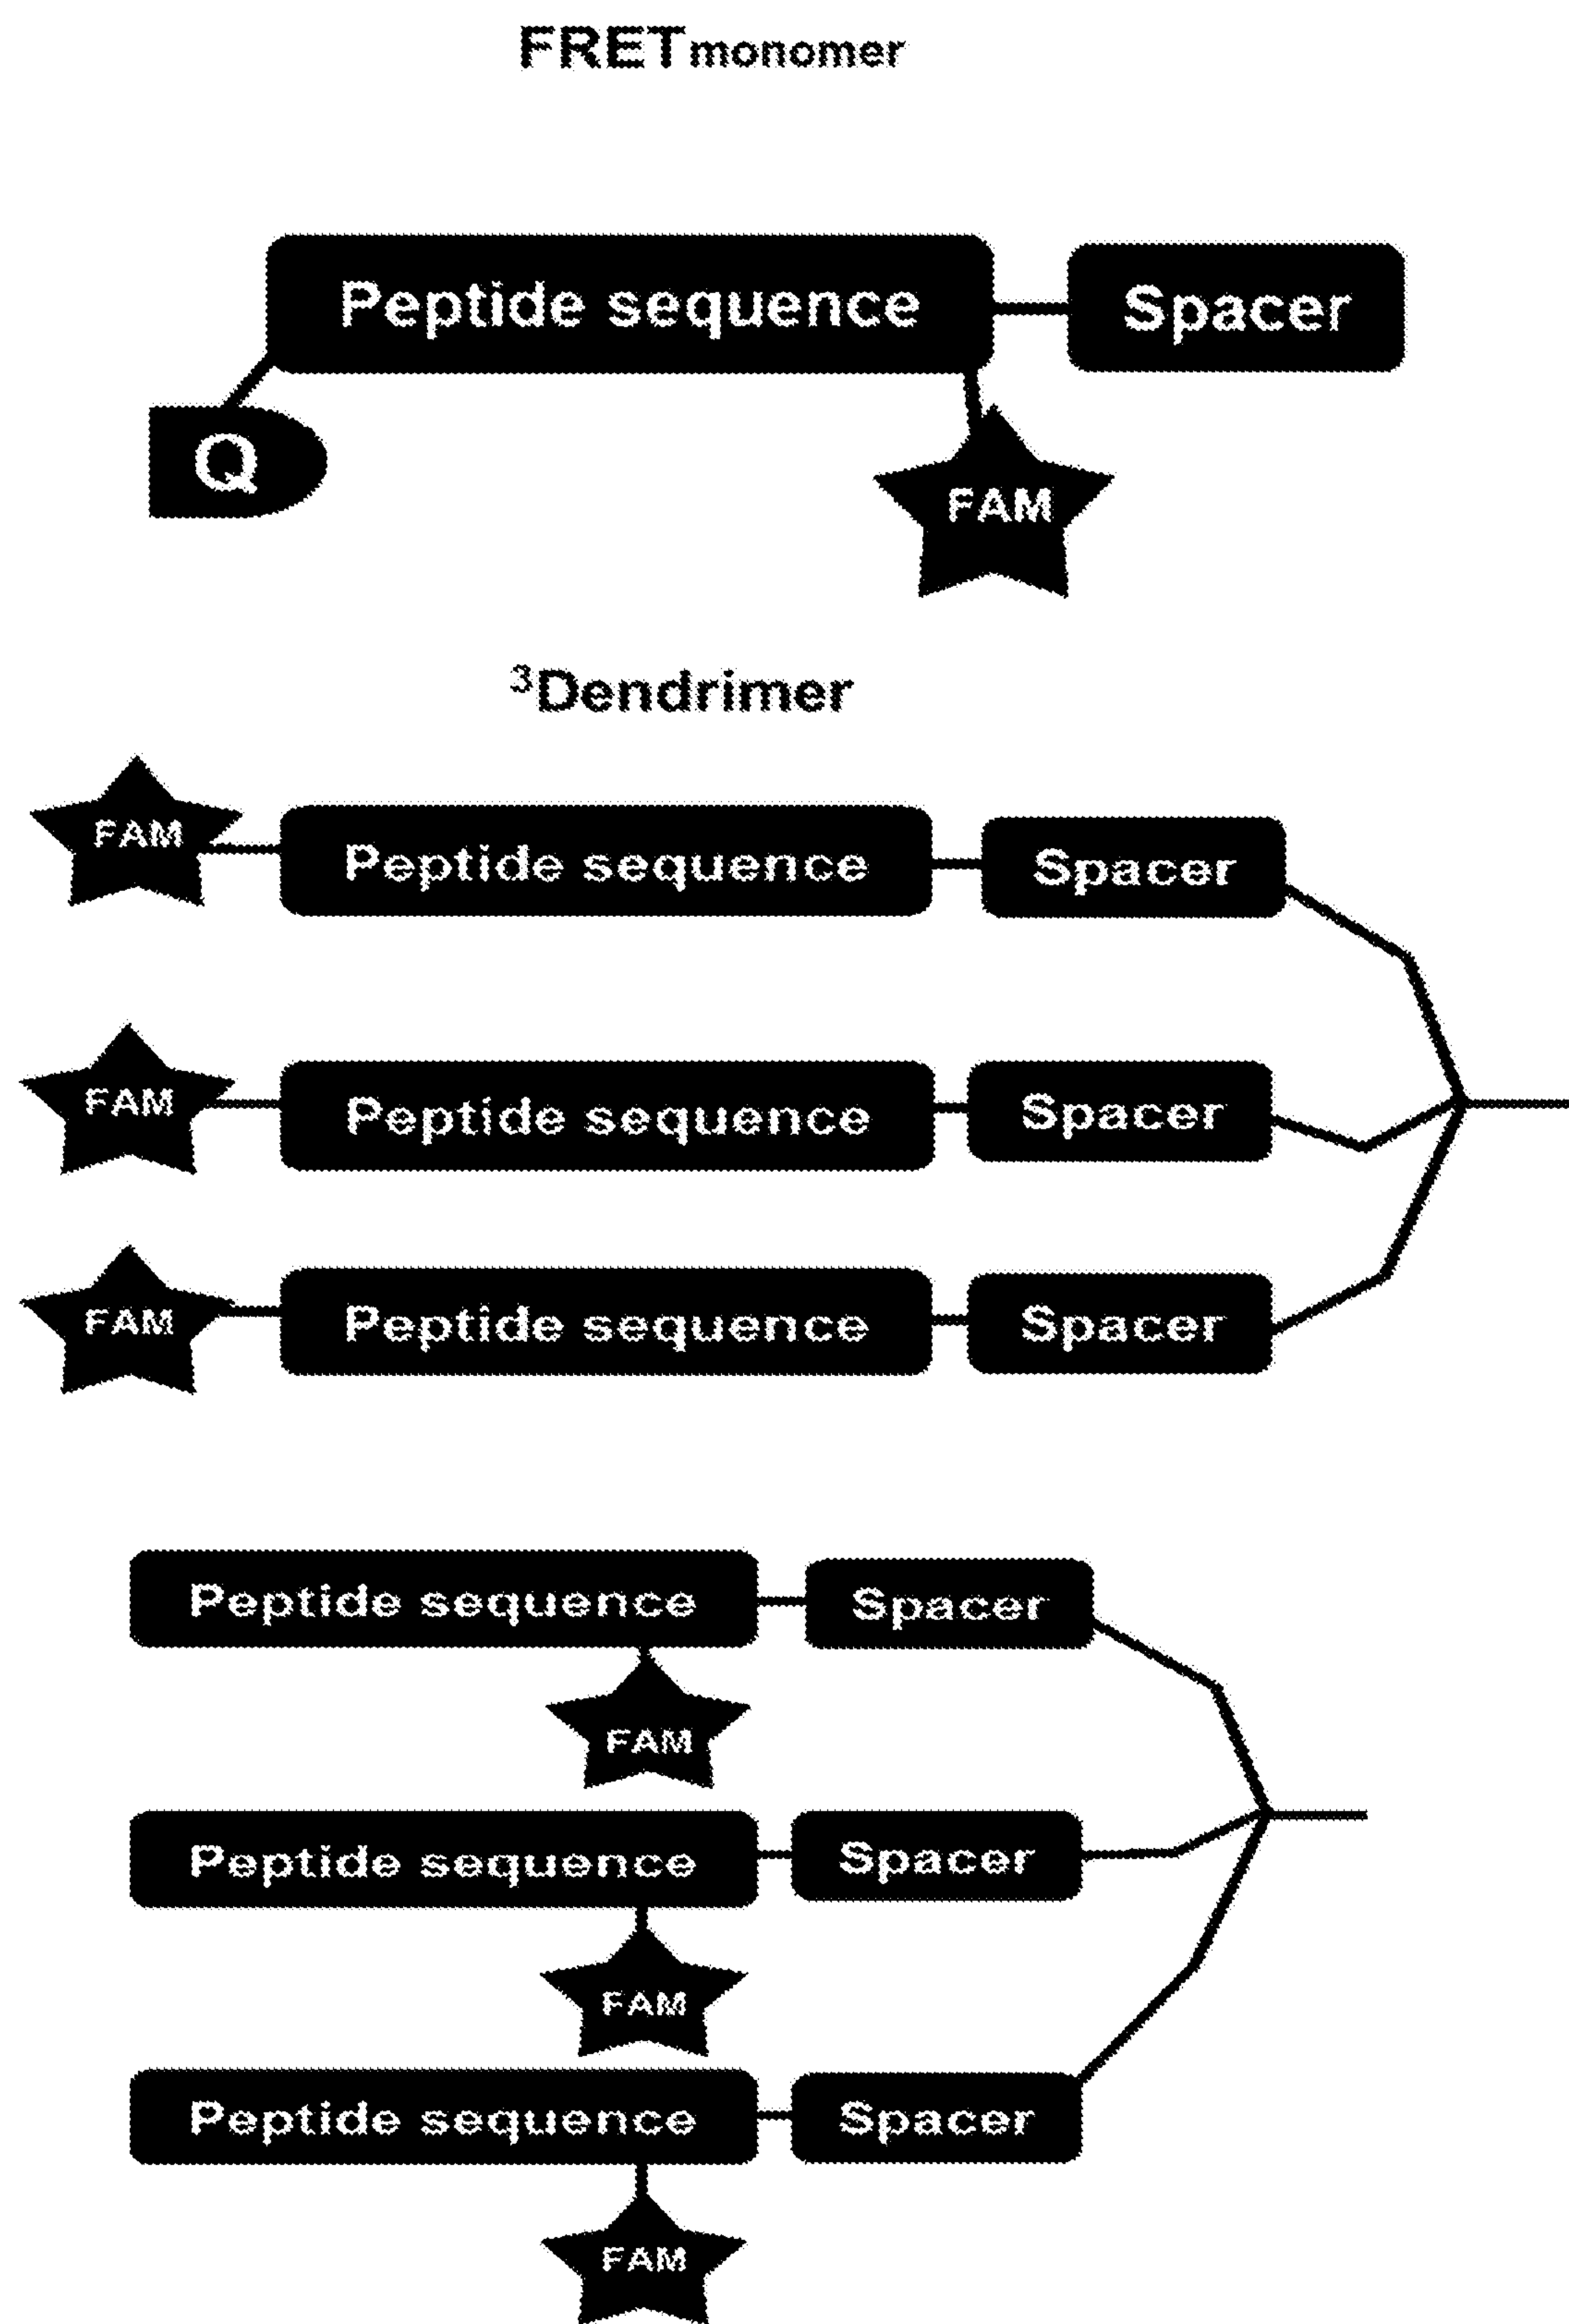 FRETmonomer
Peptide sequence Spacer
Q
FAM
³Dendrimer
FAM Peptide sequence Spacer
FAM Peptide sequence Spacer
FAM Peptide sequence Spacer
Peptide sequence Spacer
FAM
Peptide sequence Spacer
FAM
Peptide sequence Spacer
FAM